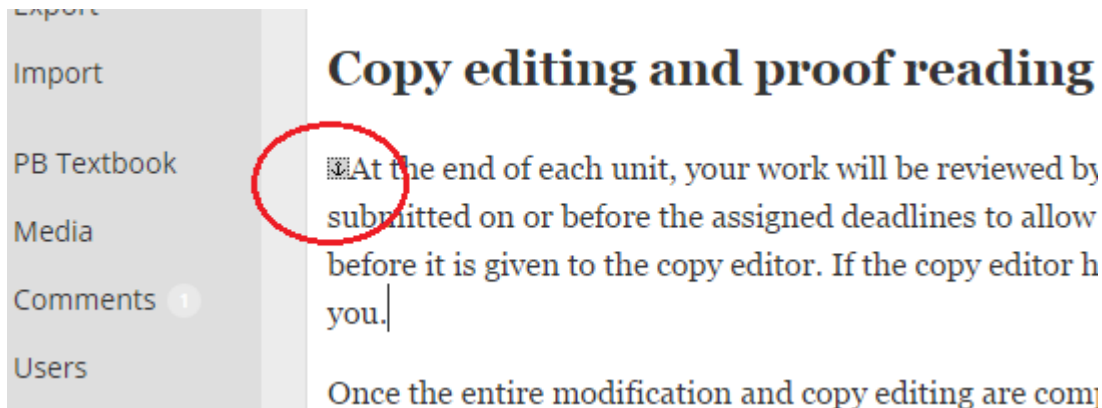 Export
Import
PB Textbook
Media
Comments 1
Users
Copy editing and proof reading
At the end of each unit, your work will be reviewed by
submitted on or before the assigned deadlines to allow
before it is given to the copy editor. If the copy editor h
you.
Once the entire modification and copy editing are comp